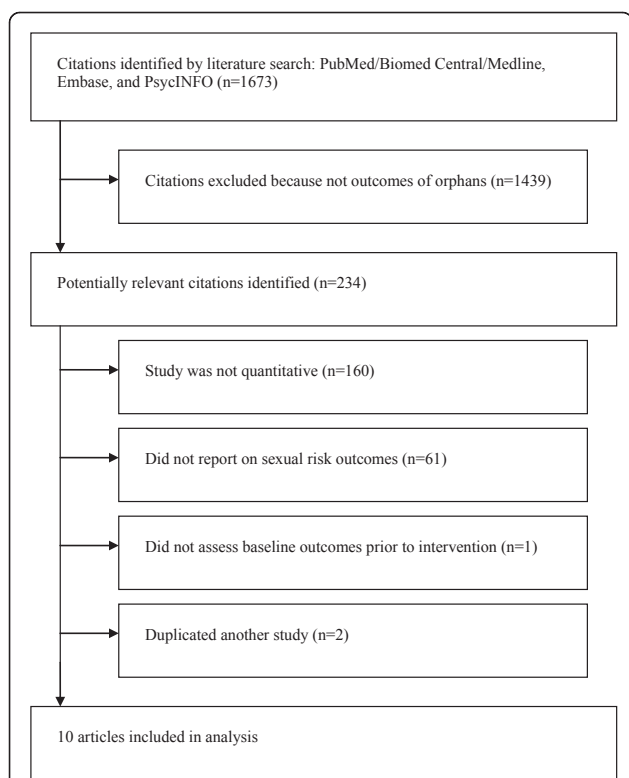 Citations identified by literature search: PubMed/Biomed Central/Medline,
Embase, and PsycINFO (n=1673)
Citations excluded because not outcomes of orphans (n=1439)
Potentially relevant citations identified (n=234)
Study was not quantitative (n=160)
Did not report on sexual risk outcomes (n=61)
Did not assess baseline outcomes prior to intervention (n=1)
Duplicated another study (n=2)
10 articles included in analysis